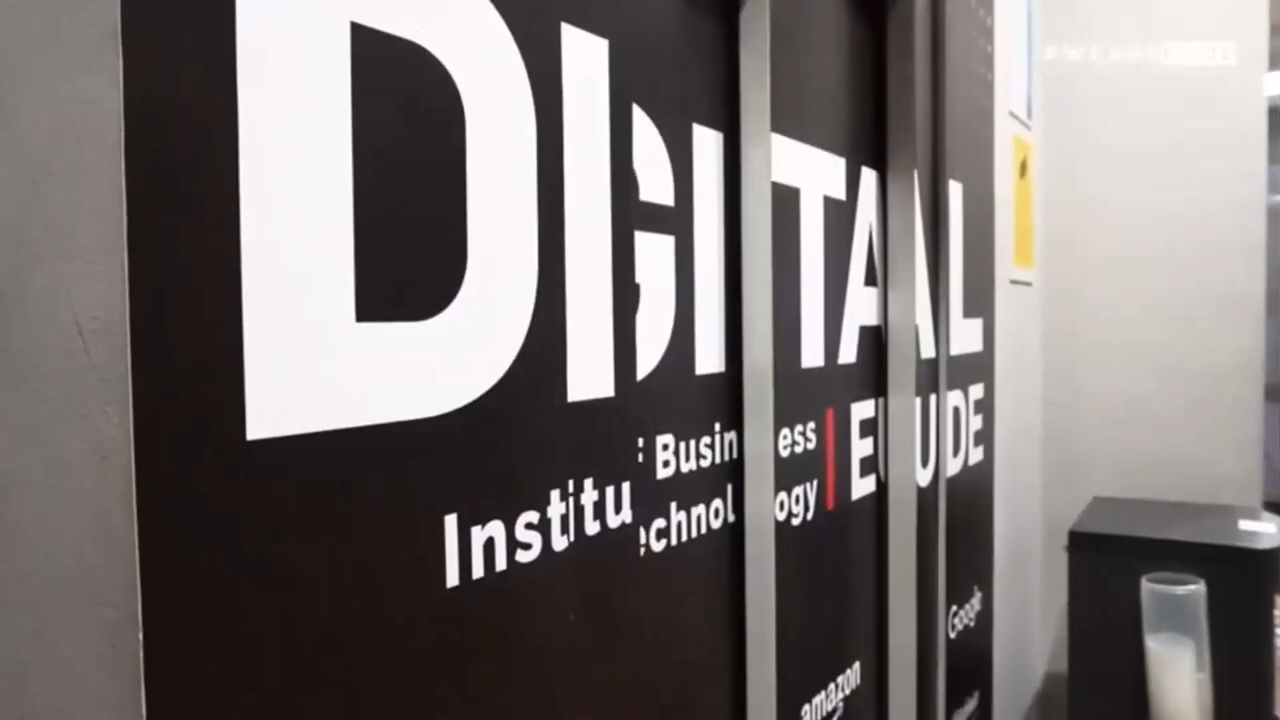 DIGITAL
Institu : Busin ess
echnol ogy
EUDE
Google
amazon